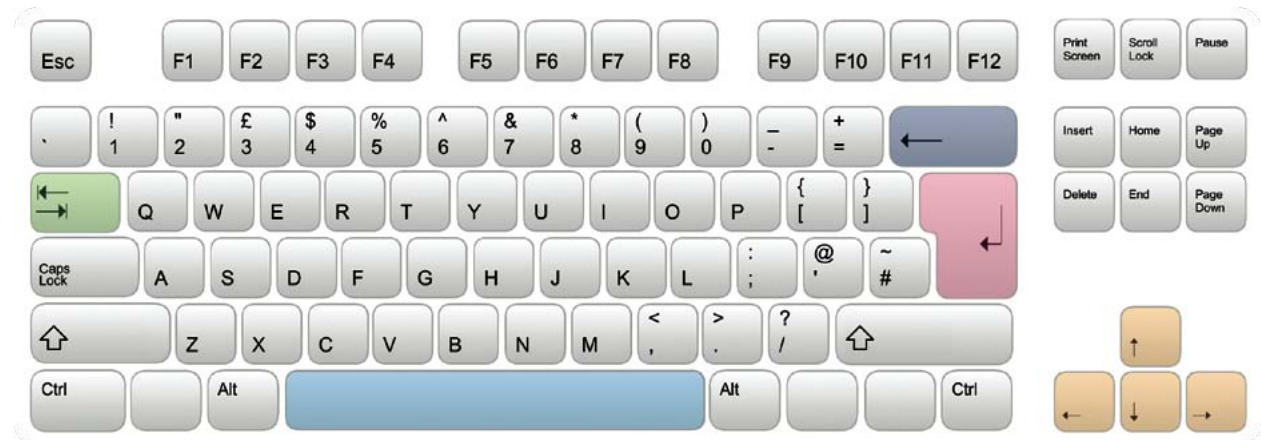 Esc F1 F2 F3 F4 F5 F6 F7 F8 F9 F10 F11 F12 Print Screen Scroll Lock Pause
` ! 1 " 2 £ 3 $ 4 % 5 ^ 6 & 7 * 8 ( 9 ) 0 _ - + = ← Insert Home Page Up
Q W E R T Y U I O P { [ } ] Delete End Page Down
Caps Lock A S D F G H J K L : ; @ ' ~ #
Z X C V B N M < , > . ? /
Ctrl Alt Alt Ctrl